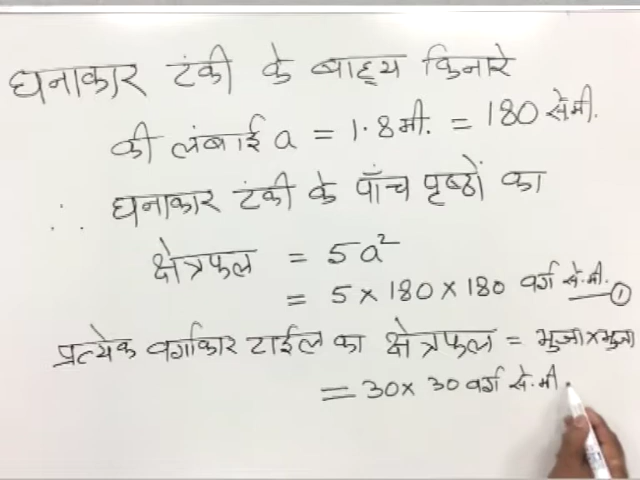 घनाकार टंकी के बाह्य किनारे
की लंबाई a = 1.8 मी. = 180 से.मी.
∴ घनाकार टंकी के पाँच पृष्ठों का
क्षेत्रफल = 5a²
= 5 × 180 × 180 वर्ग से.मी. —①
प्रत्येक वर्गाकार टाईल का क्षेत्रफल = भुजा × भुजा
= 30 × 30 वर्ग से.मी.